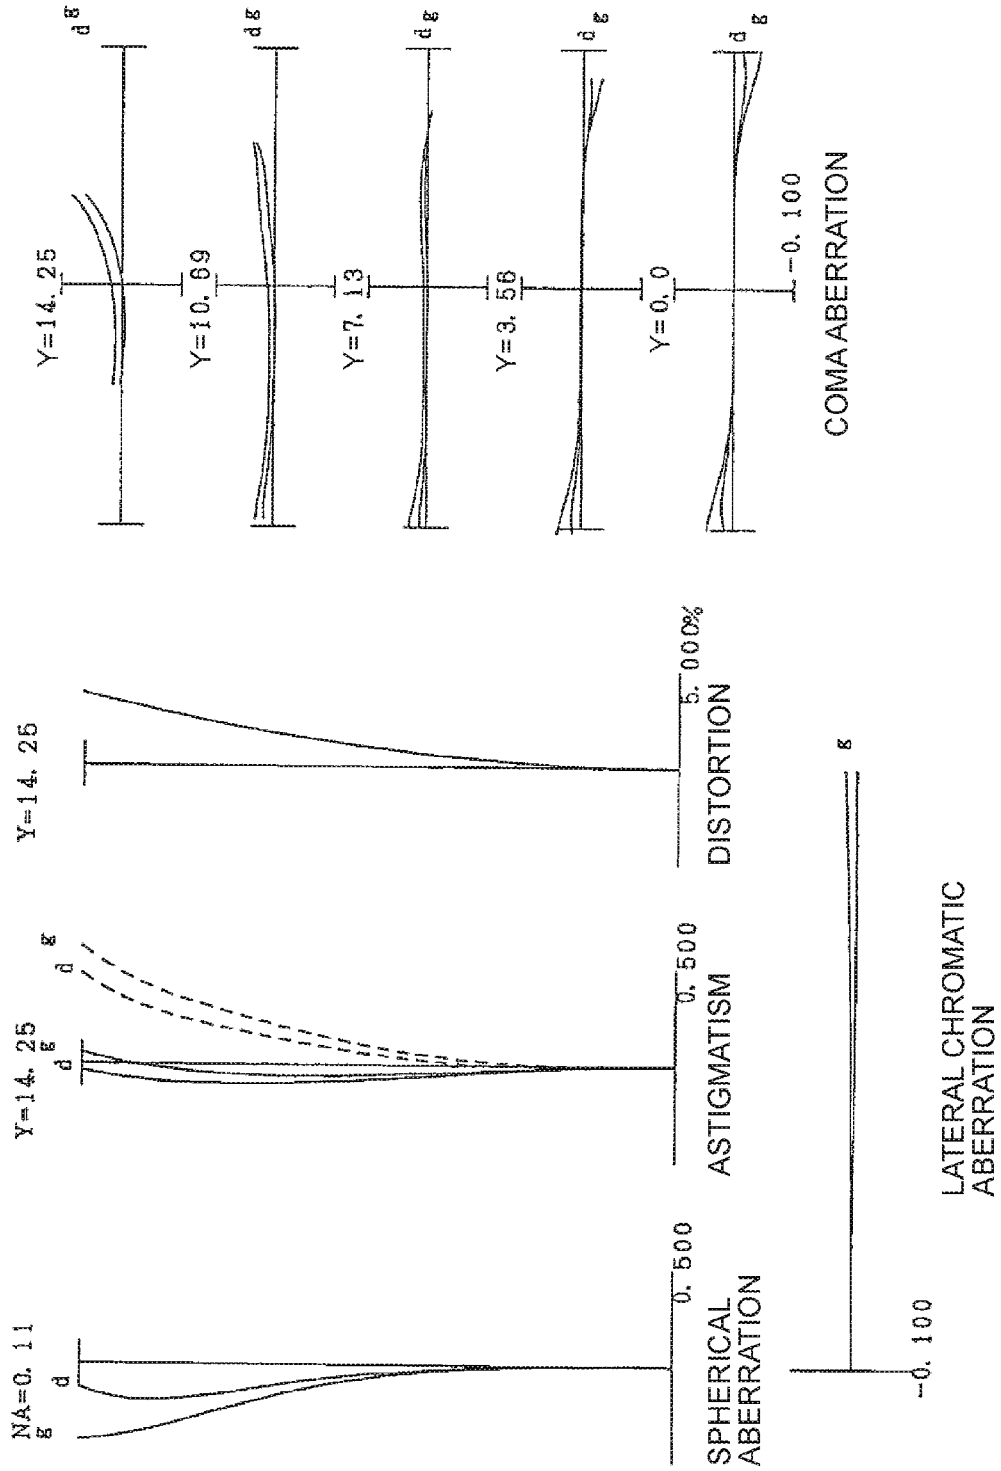 NA=0. 11
g
d
0. 500
SPHERICAL
ABERRATION
Y=14. 25
d
g
d
g
0. 500
ASTIGMATISM
Y=14. 25
5. 000%
DISTORTION
Y=14. 25
d
g
Y=10. 69
d
g
Y=7. 13
d
g
Y=3. 56
d
g
Y=0. 0
d
g
-0. 100
COMA ABERRATION
g
-0. 100
LATERAL CHROMATIC
ABERRATION